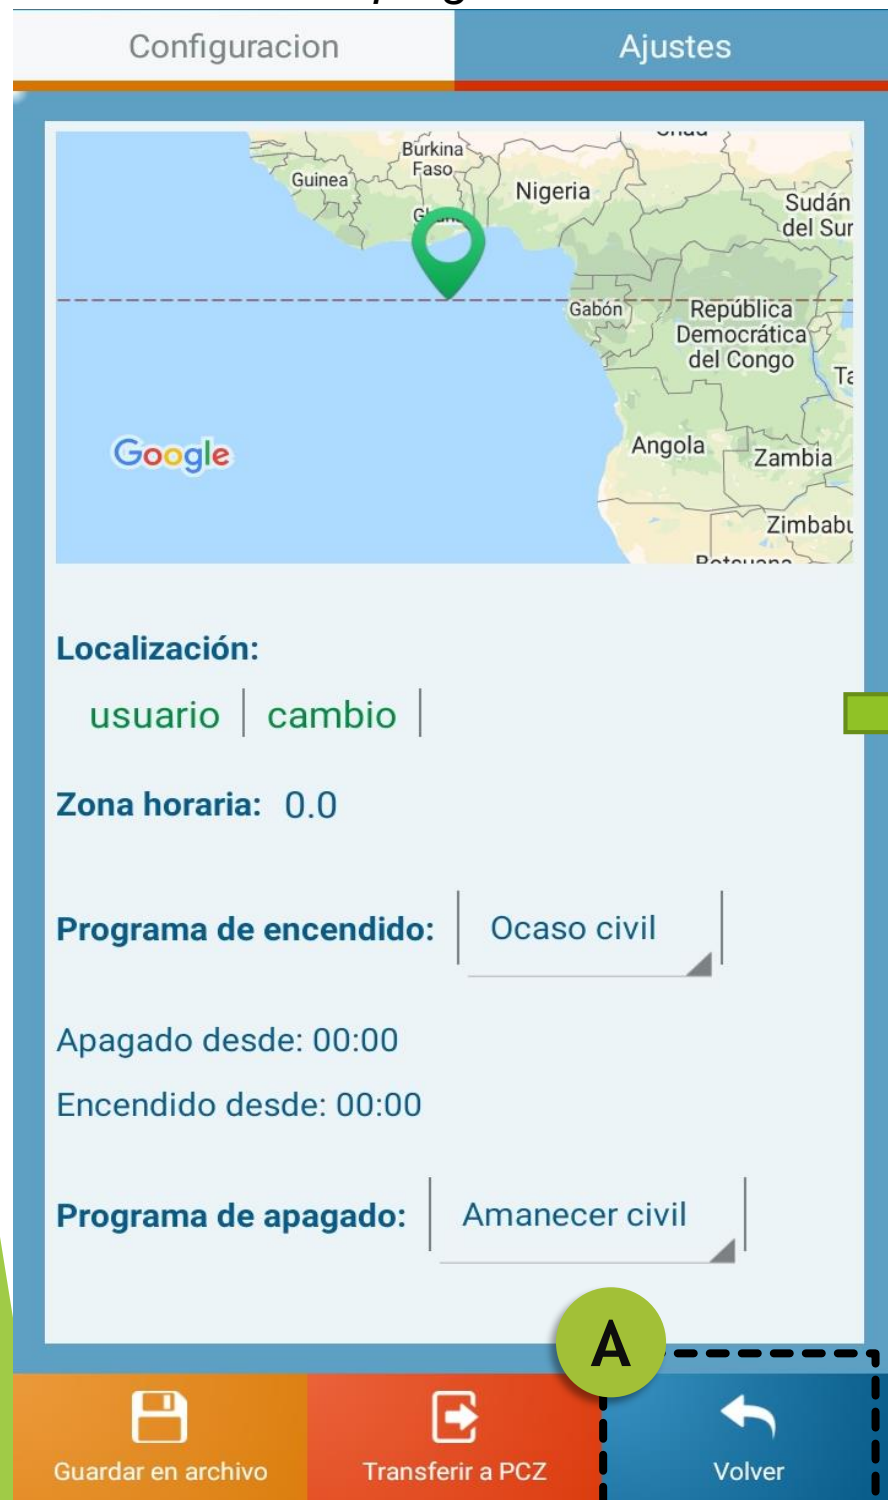 Configuracion
Ajustes
Burkina
Faso
Guinea
Nigeria
Sudán
del Sur
Gabón
República
Democrática
del Congo
Angola
Zambia
Google
Localización:
usuario cambio
Zona horaria: 0.0
Programa de encendido: Ocaso civil
Apagado desde: 00:00
Encendido desde: 00:00
Programa de apagado: Amanecer civil
A
Guardar en archivo
Transferir a PCZ
Volver